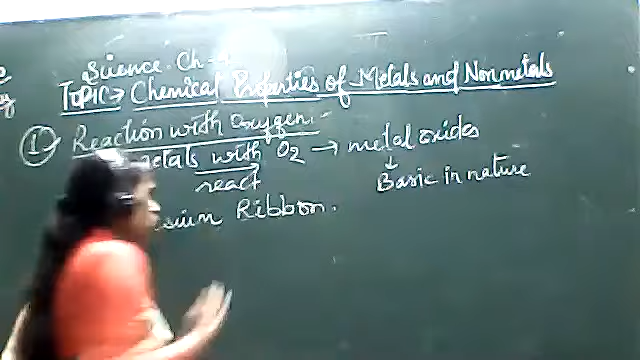 Science. Ch-
TOPIC → Chemical Properties of Metals and Nonmetals
① Reaction with Oxygen:-
Metals with O2 → metal oxides
react ↓ Basic in nature
sium Ribbon.